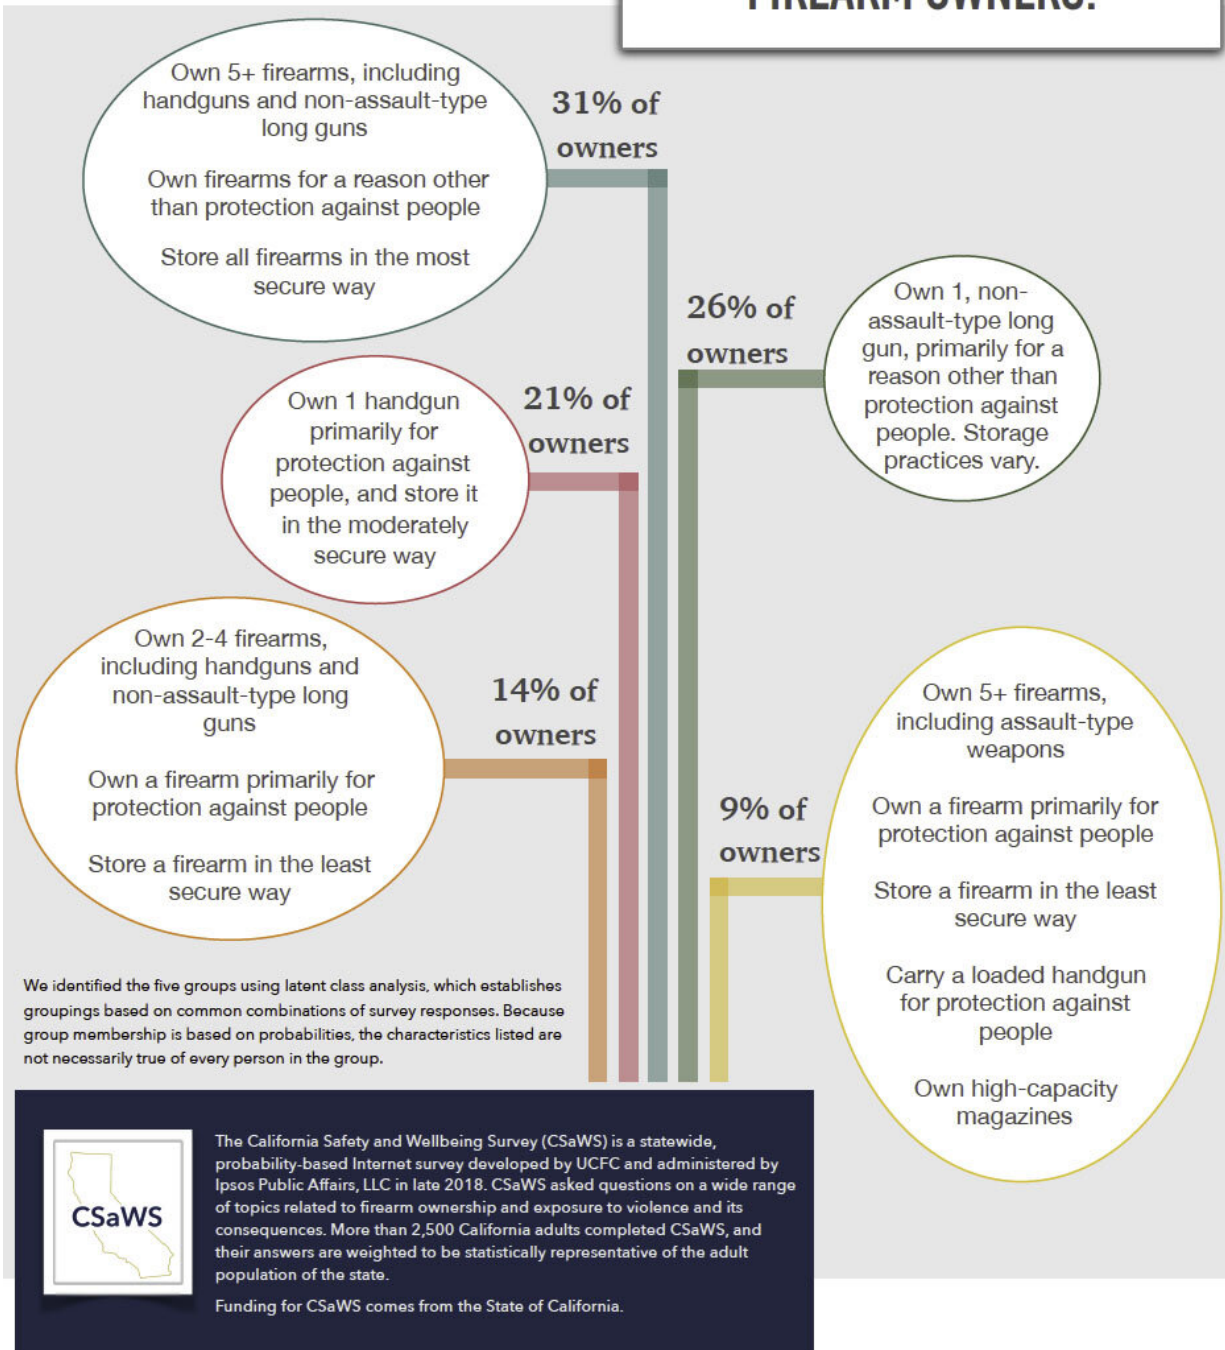 FIREARM OWNERS:
Own 5+ firearms, including
handguns and non-assault-type
long guns
Own firearms for a reason other
than protection against people
Store all firearms in the most
secure way
31% of
owners
26% of
owners
Own 1, non-
assault-type long
gun, primarily for a
reason other than
protection against
people. Storage
practices vary.
Own 1 handgun
primarily for
protection against
people, and store it
in the moderately
secure way
21% of
owners
Own 2-4 firearms,
including handguns and
non-assault-type long
guns
Own a firearm primarily for
protection against people
Store a firearm in the least
secure way
14% of
owners
9% of
owners
Own 5+ firearms,
including assault-type
weapons
Own a firearm primarily for
protection against people
Store a firearm in the least
secure way
Carry a loaded handgun
for protection against
people
Own high-capacity
magazines
We identified the five groups using latent class analysis, which establishes
groupings based on common combinations of survey responses. Because
group membership is based on probabilities, the characteristics listed are
not necessarily true of every person in the group.
CSaWS
The California Safety and Wellbeing Survey (CSaWS) is a statewide,
probability-based Internet survey developed by UCFC and administered by
Ipsos Public Affairs, LLC in late 2018. CSaWS asked questions on a wide range
of topics related to firearm ownership and exposure to violence and its
consequences. More than 2,500 California adults completed CSaWS, and
their answers are weighted to be statistically representative of the adult
population of the state.
Funding for CSaWS comes from the State of California.